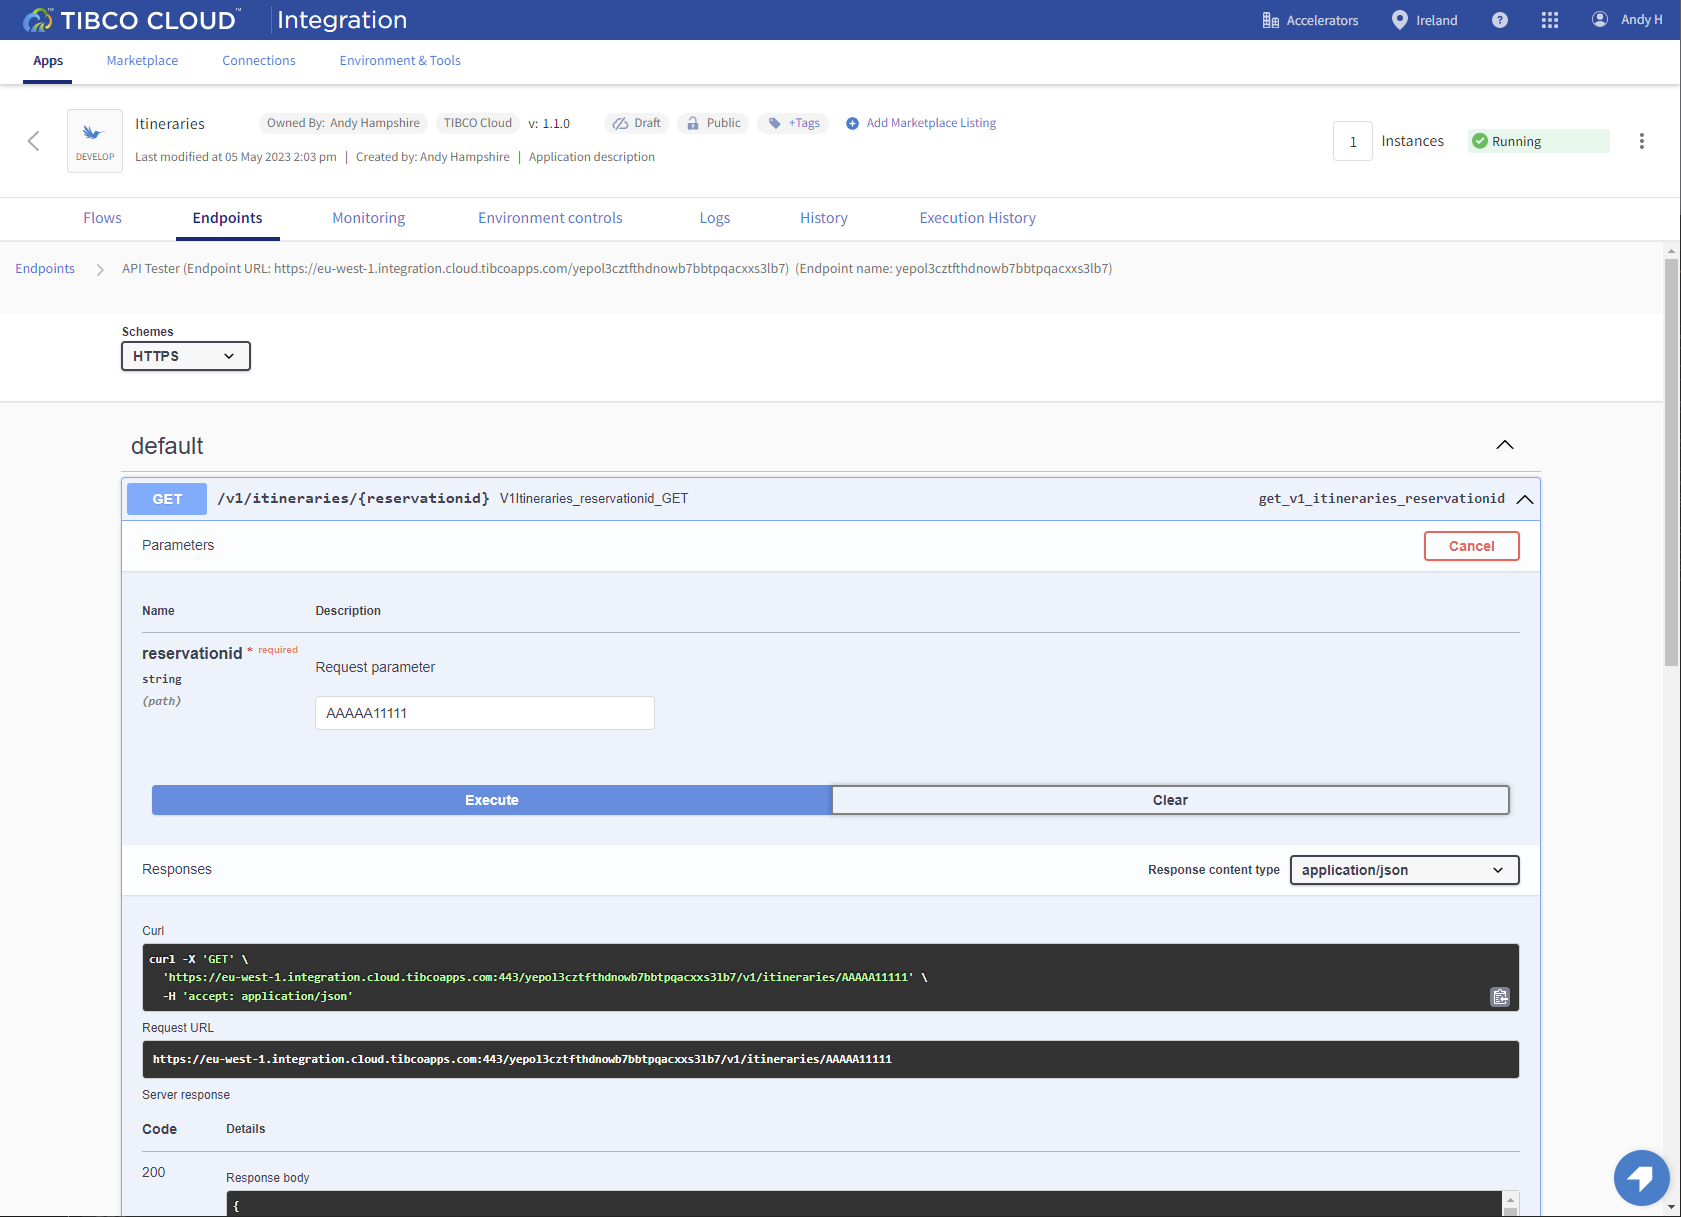 TIBCO CLOUD™ Integration Accelerators Ireland ? Andy H
Apps Marketplace Connections Environment & Tools
DEVELOP
Itineraries Owned By: Andy Hampshire TIBCO Cloud v: 1.1.0 Draft Public +Tags Add Marketplace Listing
Last modified at 05 May 2023 2:03 pm | Created by: Andy Hampshire | Application description
1 Instances Running
Flows Endpoints Monitoring Environment controls Logs History Execution History
Endpoints API Tester (Endpoint URL: https://eu-west-1.integration.cloud.tibcoapps.com/yepol3cztfthdnowb7bbtpqacxxs3lb7) (Endpoint name: yepol3cztfthdnowb7bbtpqacxxs3lb7)
Schemes
HTTPS
default
GET /v1/itineraries/{reservationid} V1Itineraries_reservationid_GET get_v1_itineraries_reservationid
Parameters Cancel
Name Description
reservationid * required
Request parameter
string
(path)
AAAAA11111
Execute Clear
Responses Response content type application/json
Curl
curl -X 'GET' \
'https://eu-west-1.integration.cloud.tibcoapps.com:443/yepol3cztfthdnowb7bbtpqacxxs3lb7/v1/itineraries/AAAAA11111' \
-H 'accept: application/json'
Request URL
https://eu-west-1.integration.cloud.tibcoapps.com:443/yepol3cztfthdnowb7bbtpqacxxs3lb7/v1/itineraries/AAAAA11111
Server response
Code Details
200 Response body
{